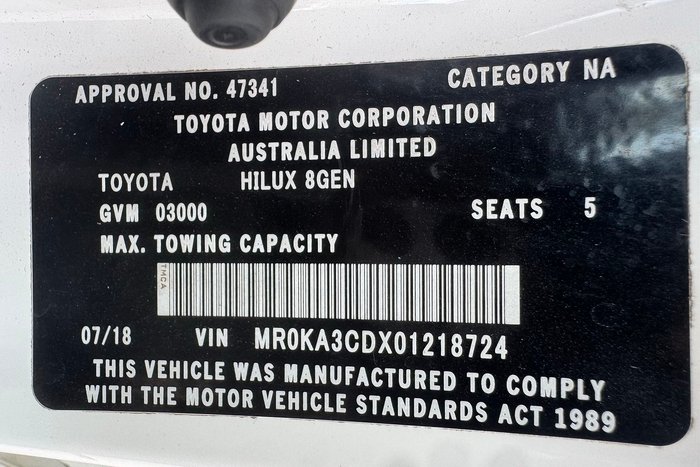 APPROVAL NO. 47341 CATEGORY NA
TOYOTA MOTOR CORPORATION
AUSTRALIA LIMITED
TOYOTA HILUX 8GEN
GVM 03000 SEATS 5
MAX. TOWING CAPACITY
TMCA
07/18 VIN MR0KA3CDX01218724
THIS VEHICLE WAS MANUFACTURED TO COMPLY
WITH THE MOTOR VEHICLE STANDARDS ACT 1989